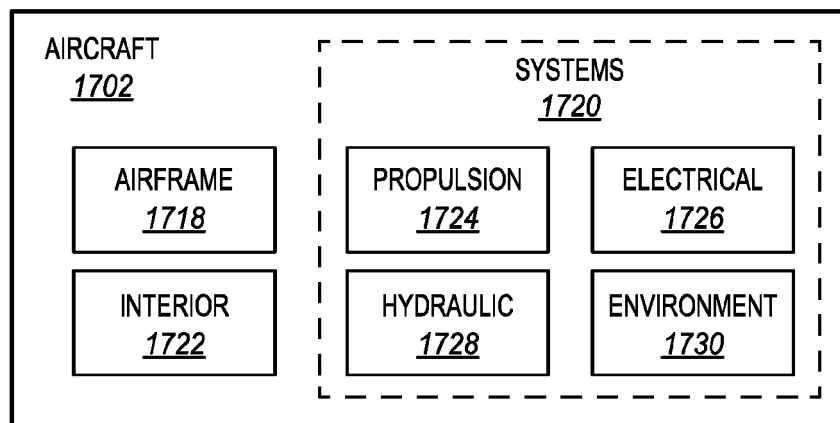 AIRCRAFT
1702
SYSTEMS
1720
AIRFRAME
1718
PROPULSION
1724
ELECTRICAL
1726
INTERIOR
1722
HYDRAULIC
1728
ENVIRONMENT
1730